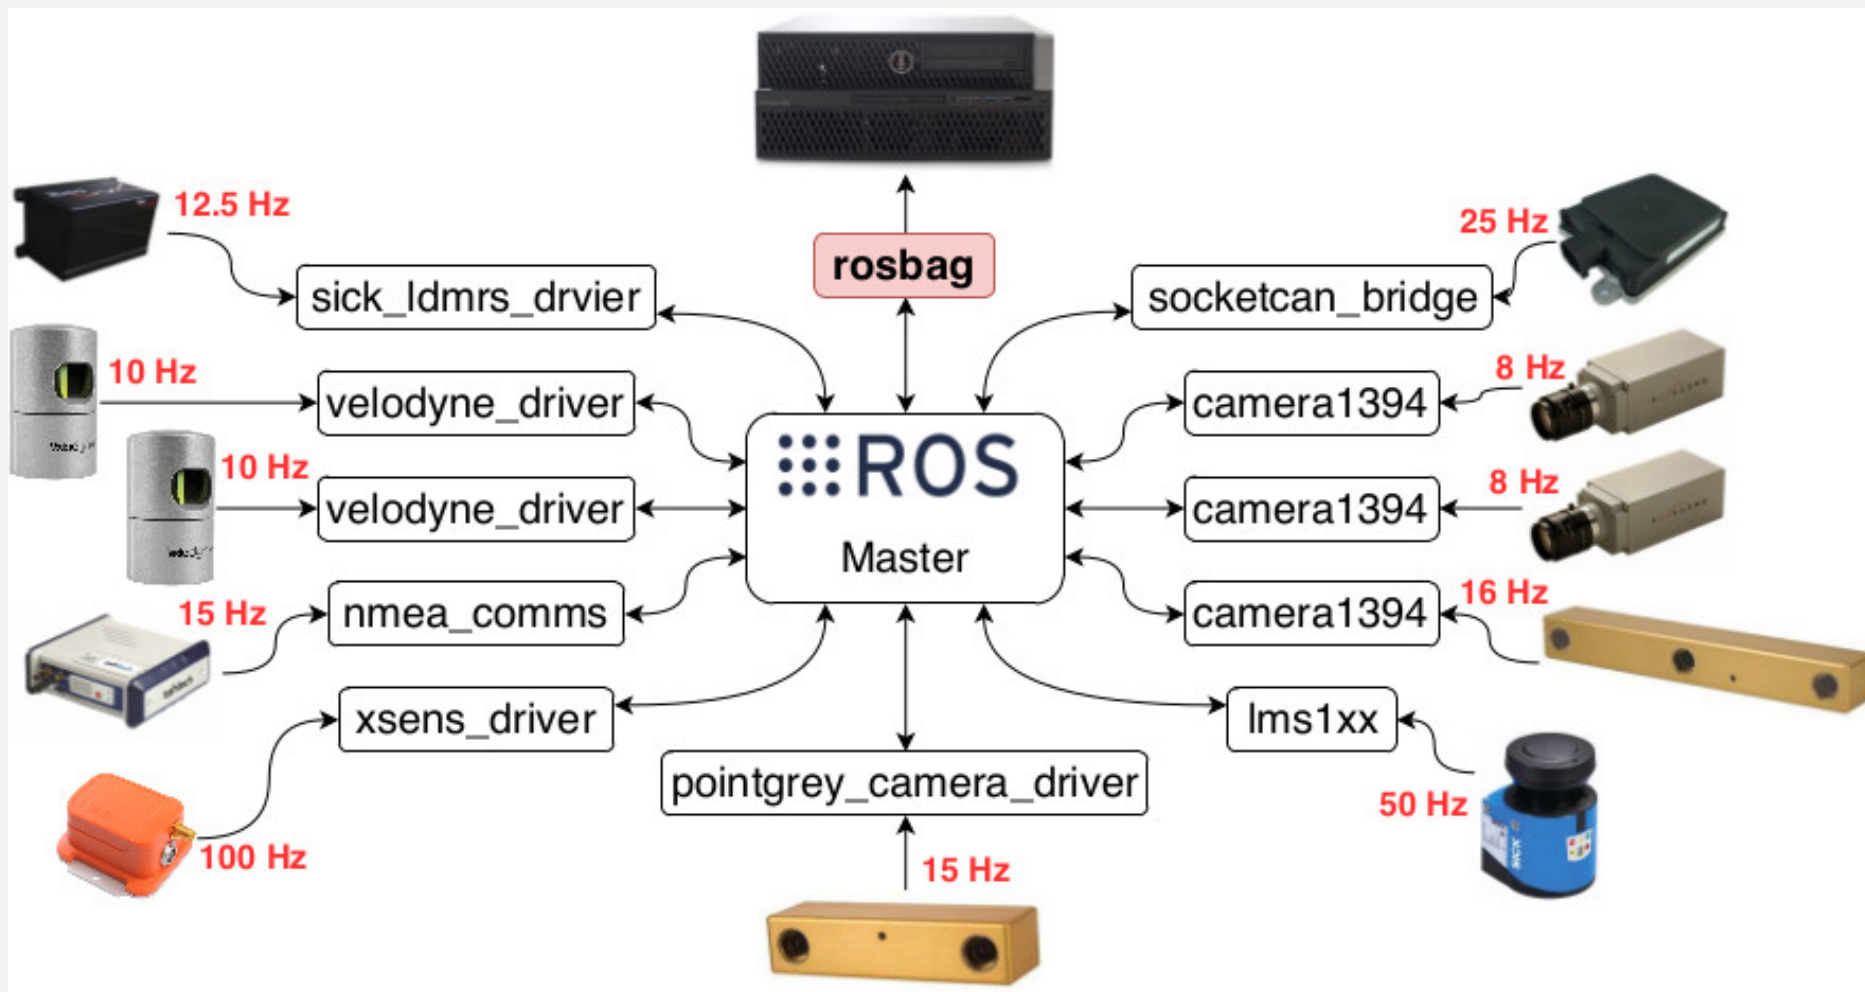 12.5 Hz
25 Hz
rosbag
sick_ldmrs_drvier
socketcan_bridge
10 Hz
8 Hz
velodyne_driver
camera1394
ROS
10 Hz
8 Hz
velodyne_driver
camera1394
Master
15 Hz
16 Hz
nmea_comms
camera1394
xsens_driver
lms1xx
pointgrey_camera_driver
50 Hz
100 Hz
15 Hz
SICK